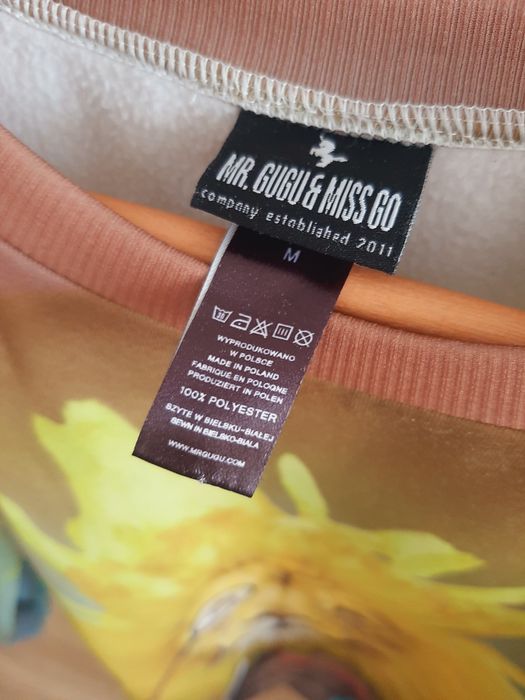 MR. GUGU & MISS GO
company established 2011
M
WYPRODUKOWANO
W POLSCE
MADE IN POLAND
FABRIQUÉ EN POLOGNE
PRODUZIERT IN POLEN
100% POLYESTER
SZYTE W BIELSKU-BIAŁEJ
SEWN IN BIELSKO-BIAŁA
WWW.MRGUGU.COM